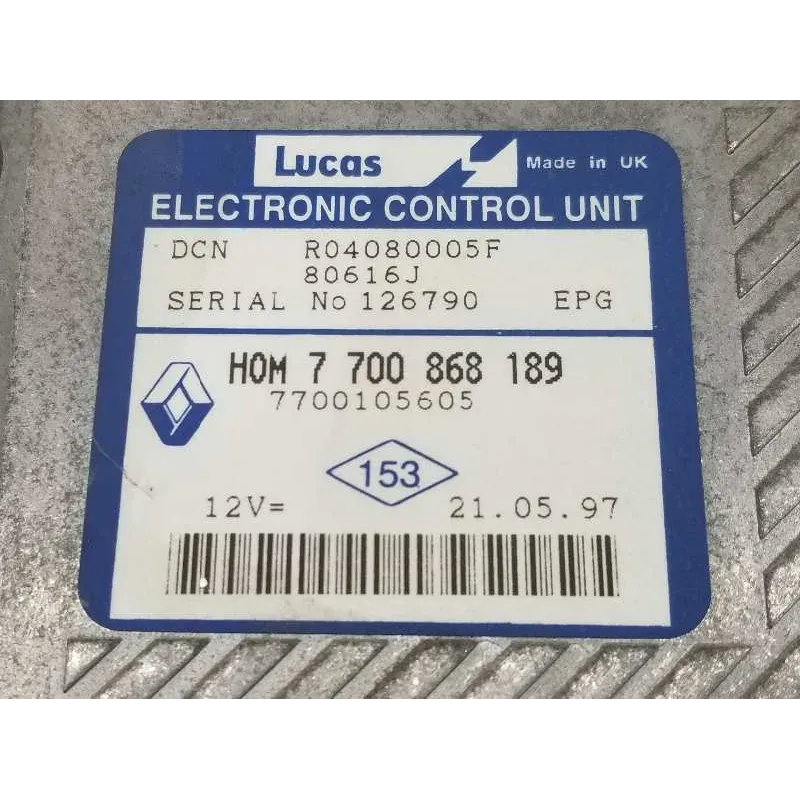 Lucas Made in UK
ELECTRONIC CONTROL UNIT
DCN R04080005F
80616J
SERIAL No 126790 EPG
HOM 7 700 868 189
7700105605
153
12V= 21.05.97